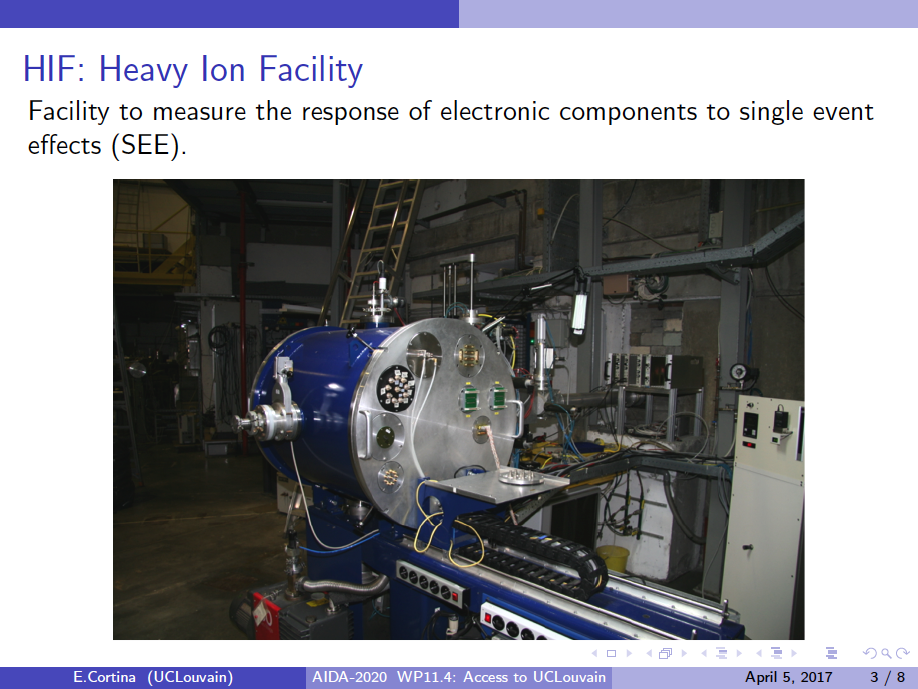 HIF: Heavy Ion Facility
Facility to measure the response of electronic components to single event
effects (SEE).
E.Cortina (UCLouvain) AIDA-2020 WP11.4: Access to UCLouvain April 5, 2017 3 / 8